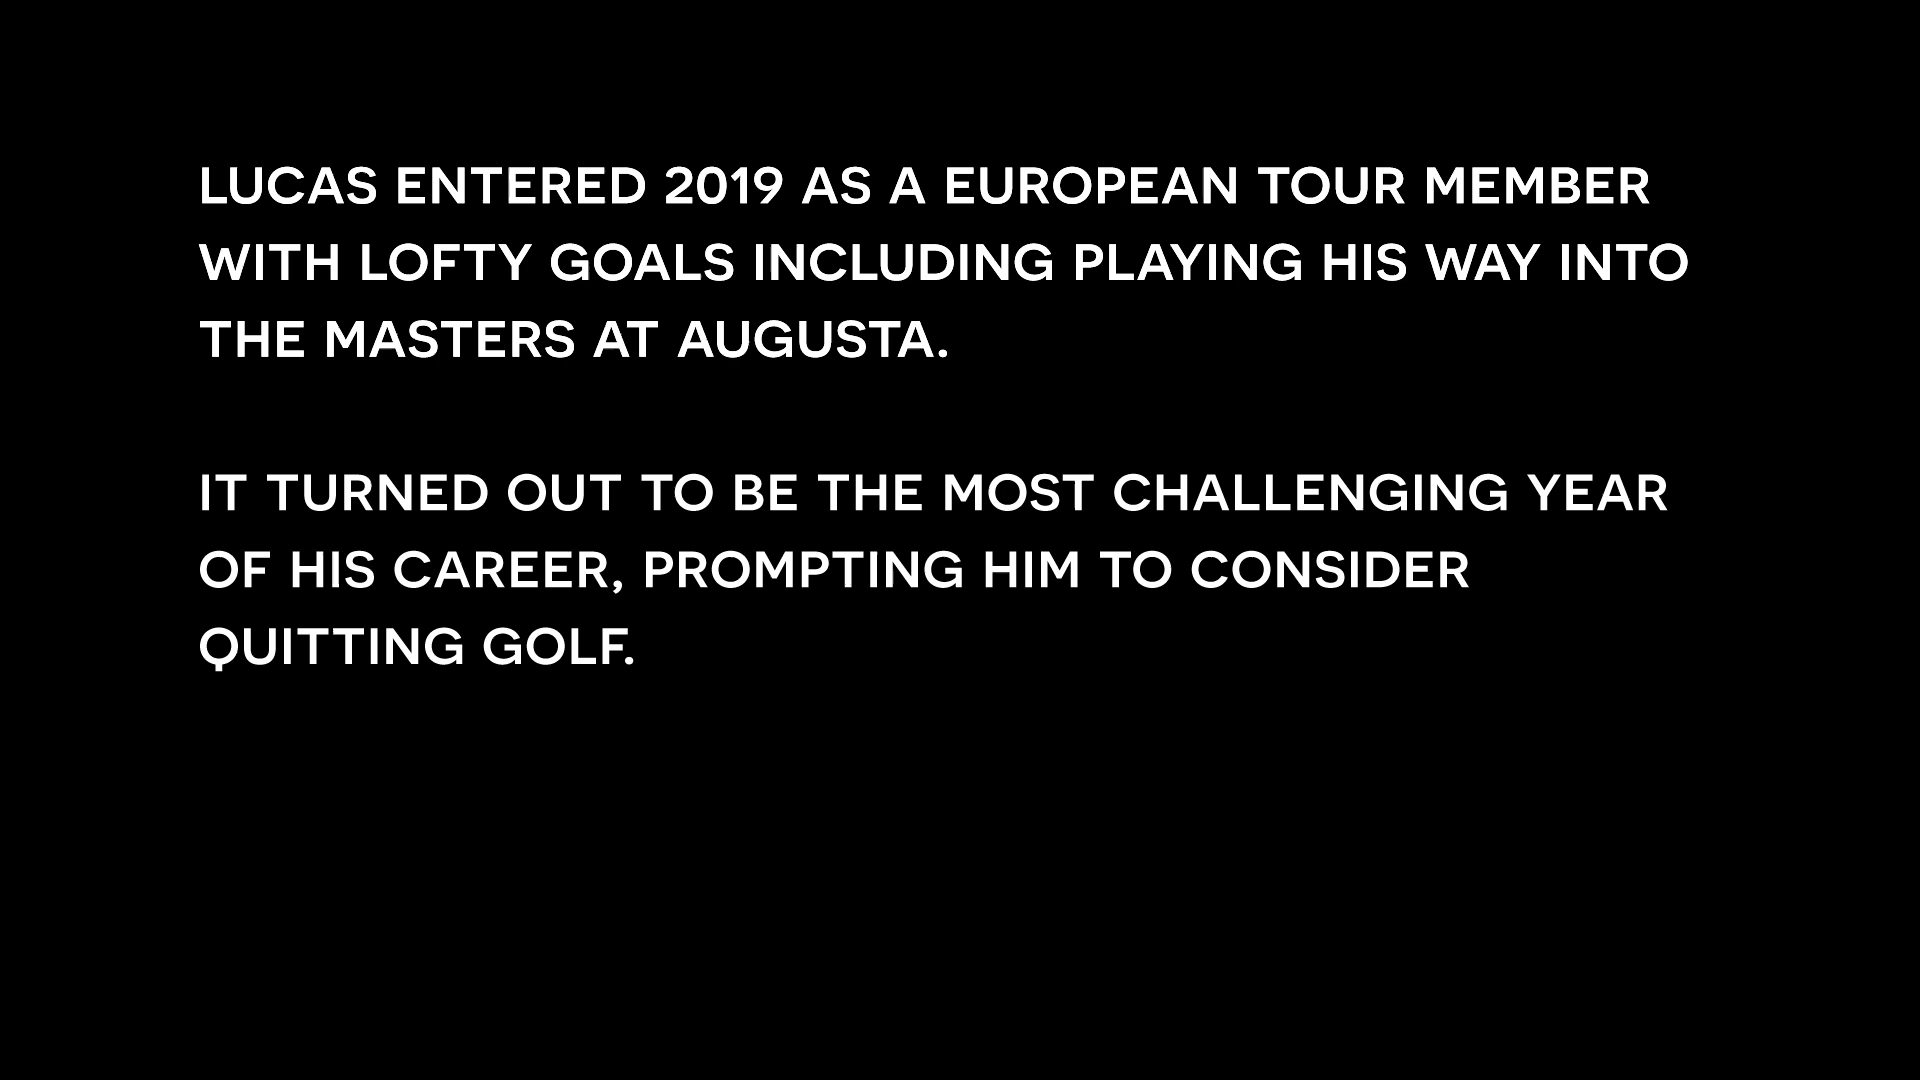 LUCAS ENTERED 2019 AS A EUROPEAN TOUR MEMBER
WITH LOFTY GOALS INCLUDING PLAYING HIS WAY INTO
THE MASTERS AT AUGUSTA.
IT TURNED OUT TO BE THE MOST CHALLENGING YEAR
OF HIS CAREER, PROMPTING HIM TO CONSIDER
QUITTING GOLF.